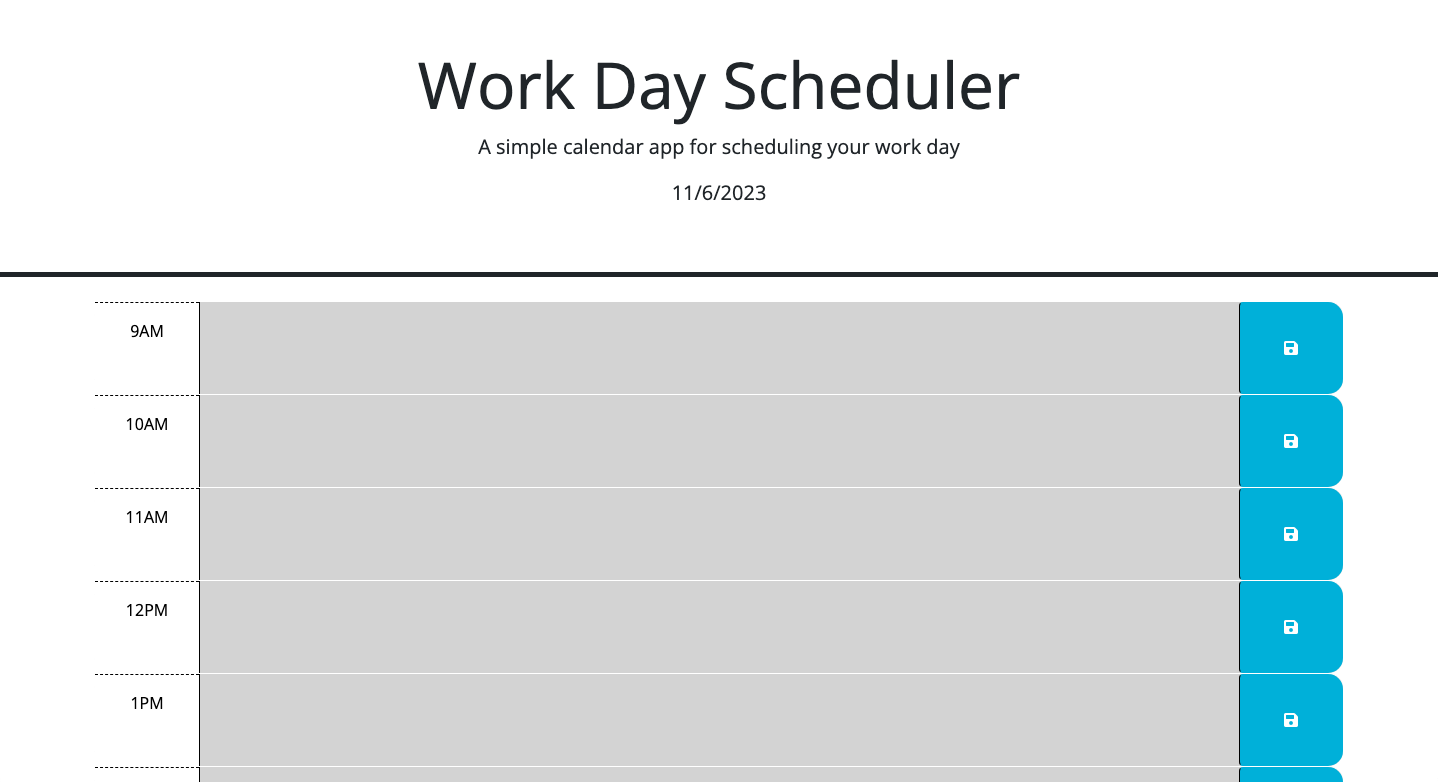 Work Day Scheduler
A simple calendar app for scheduling your work day
11/6/2023
9AM
10AM
11AM
12PM
1PM